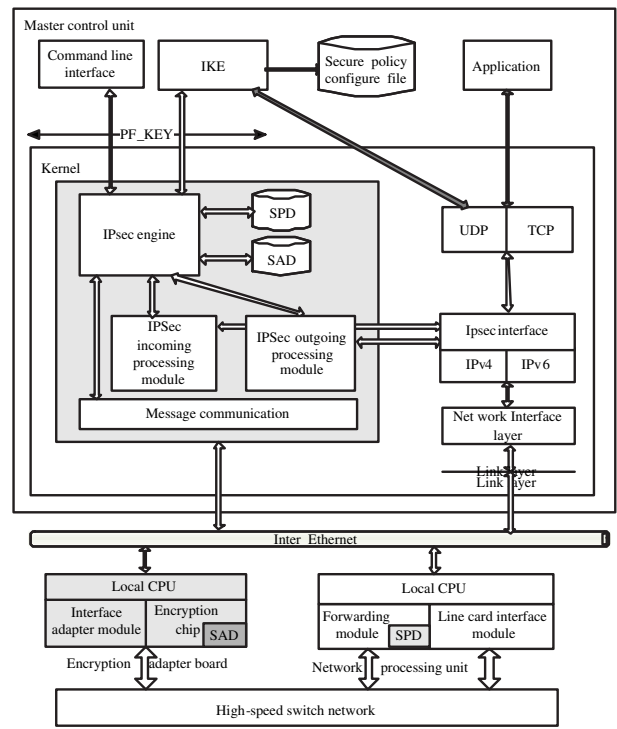 Master control unit
Command line
interface
IKE
Secure policy
configure file
Application
PF_KEY
Kernel
IPsec engine
SPD
SAD
UDP
TCP
IPSec
incoming
processing
module
IPSec outgoing
processing
module
Ipsec interface
IPv4
IPv6
Message communication
Net work Interface
layer
Link layer
Link layer
Inter Ethernet
Local CPU
Interface
adapter module
Encryption
chip
SAD
Local CPU
Forwarding
module
SPD
Line card interface
module
Encryption adapter board
Network processing unit
High-speed switch network